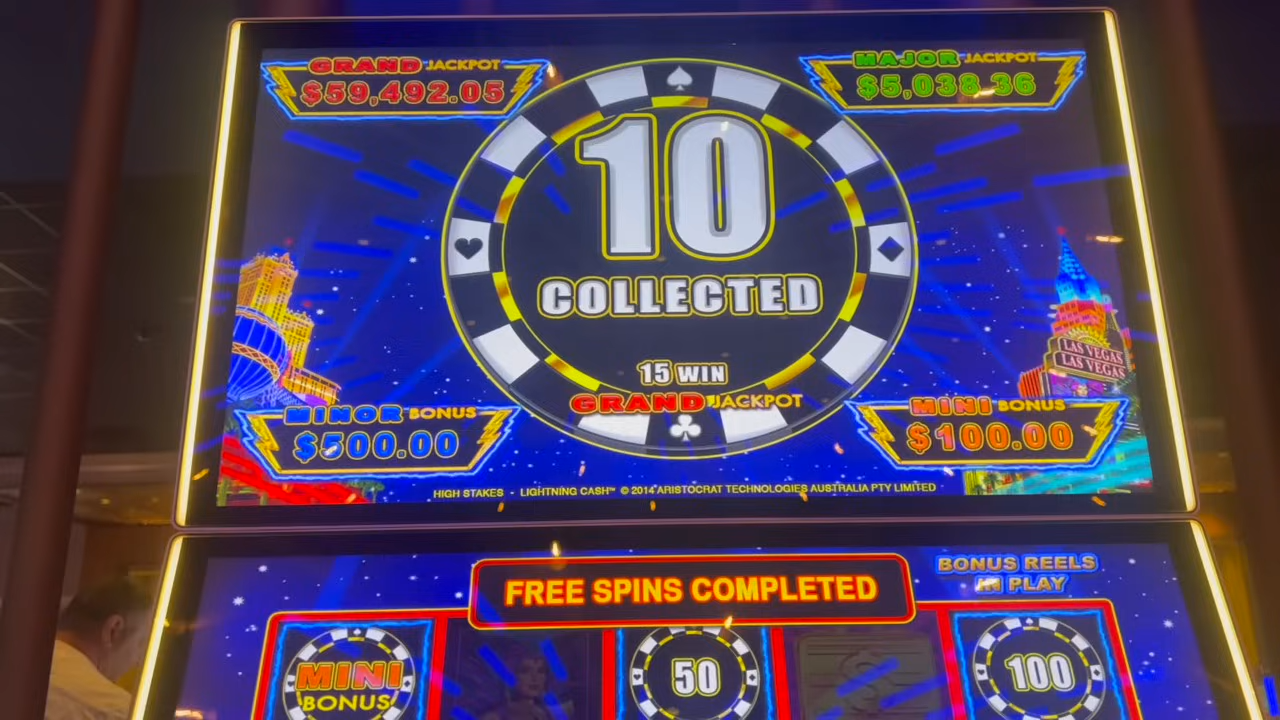 GRAND JACKPOT
$59,492.05
MAJOR JACKPOT
$5,038.36
10
COLLECTED
15 WIN
GRAND JACKPOT
LAS VEGAS
LAS VEGAS
MINOR BONUS
$500.00
MINI BONUS
$100.00
HIGH STAKES - LIGHTNING CASH™ © 2014 ARISTOCRAT TECHNOLOGIES AUSTRALIA PTY LIMITED
FREE SPINS COMPLETED
BONUS REELS
IN PLAY
MINI
BONUS
50
100